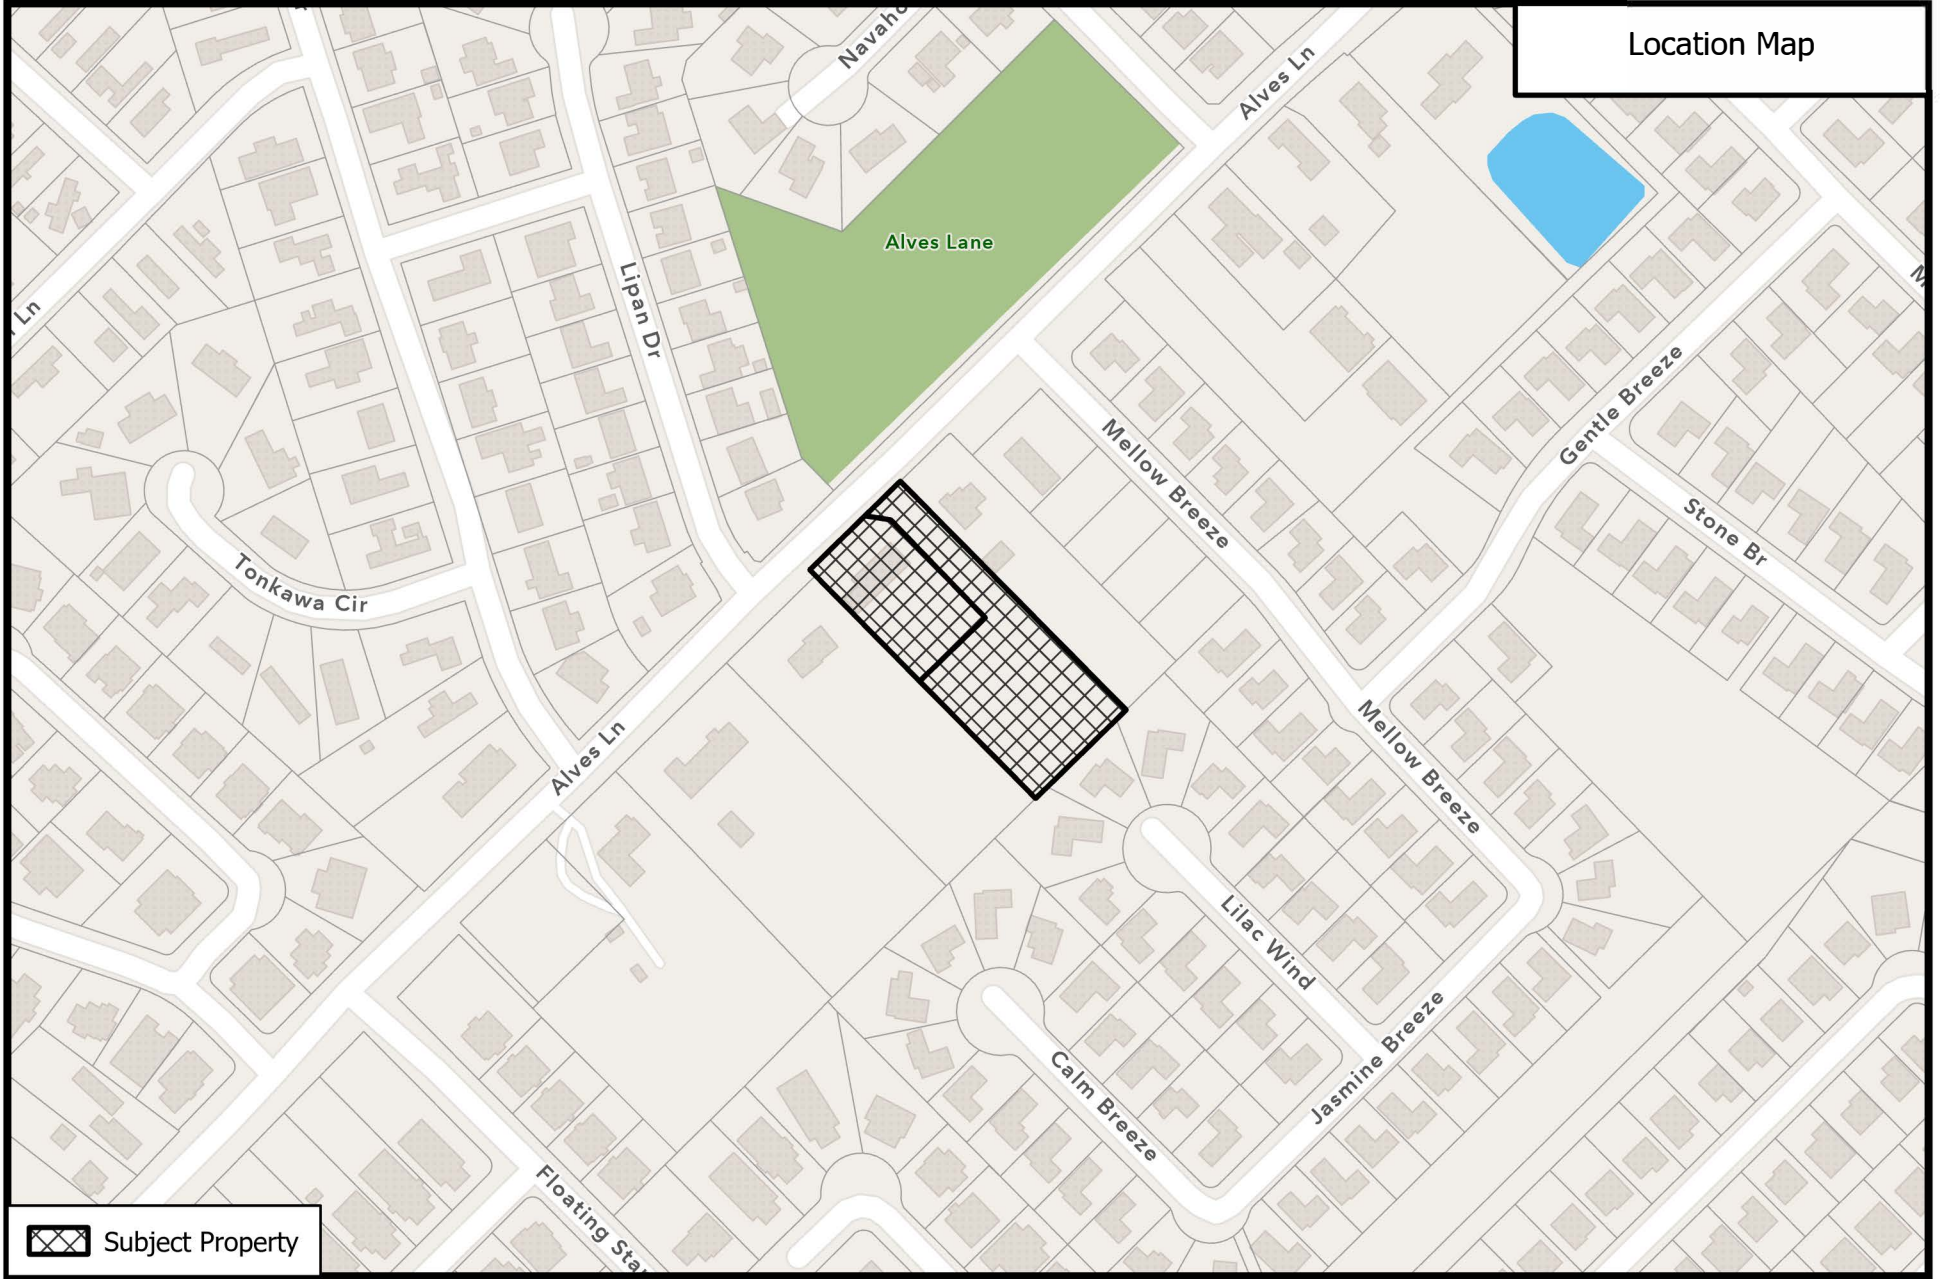 Location Map
Navaho
Alves Ln
Alves Lane
Lipan Dr
Ln
Mellow Breeze
Gentle Breeze
Stone Br
Tonkawa Cir
Alves Ln
Mellow Breeze
Lilac Wind
Jasmine Breeze
Calm Breeze
Floating Sta
Subject Property